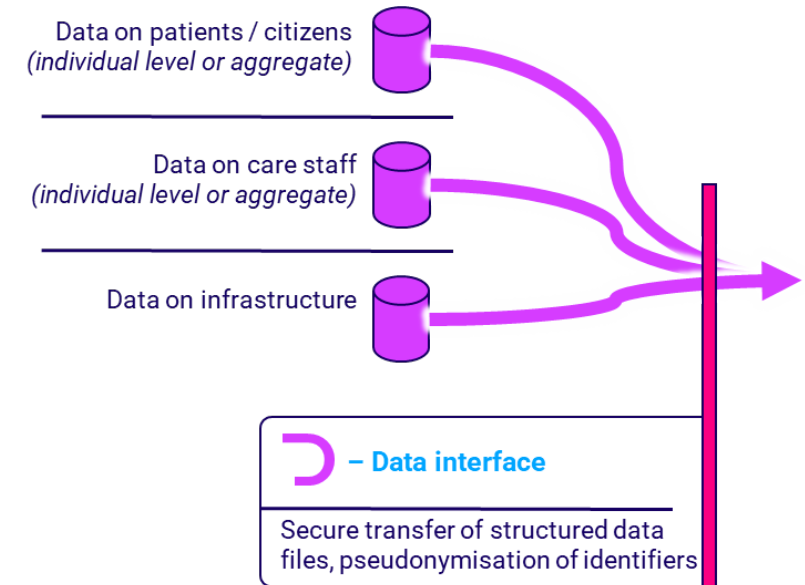 Data on patients / citizens
(individual level or aggregate)
Data on care staff
(individual level or aggregate)
Data on infrastructure
– Data interface
Secure transfer of structured data
files, pseudonymisation of identifiers